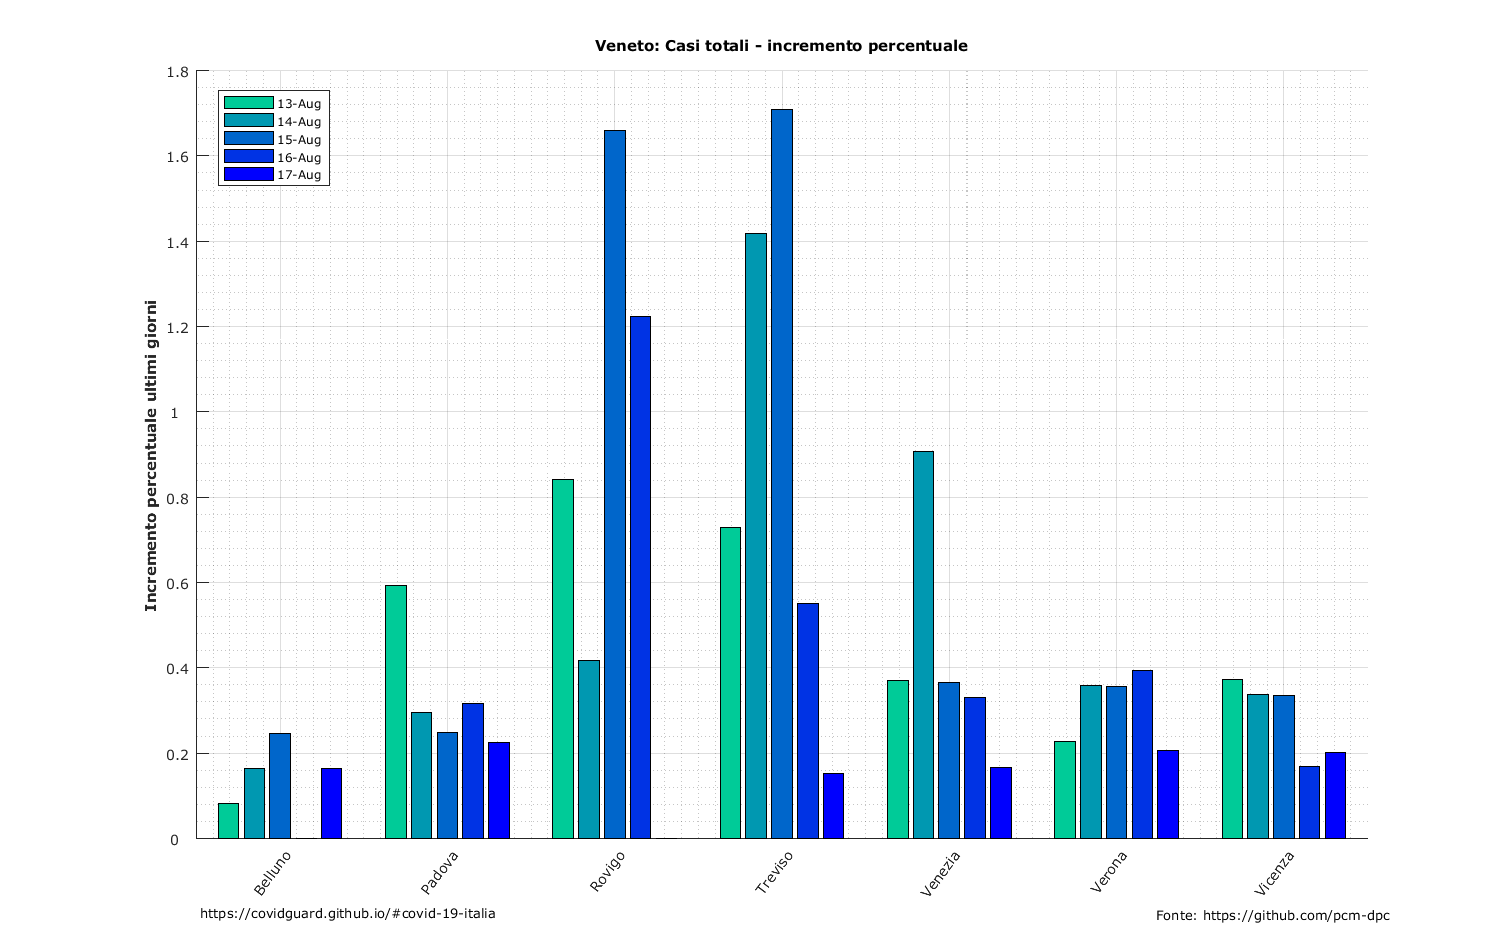 Veneto: Casi totali - incremento percentuale
1.8
1.6
1.4
1.2
1
0.8
0.6
0.4
0.2
0
Incremento percentuale ultimi giorni
13-Aug
14-Aug
15-Aug
16-Aug
17-Aug
Belluno
Padova
Rovigo
Treviso
Venezia
Verona
Vicenza
https://covidguard.github.io/#covid-19-italia
Fonte: https://github.com/pcm-dpc